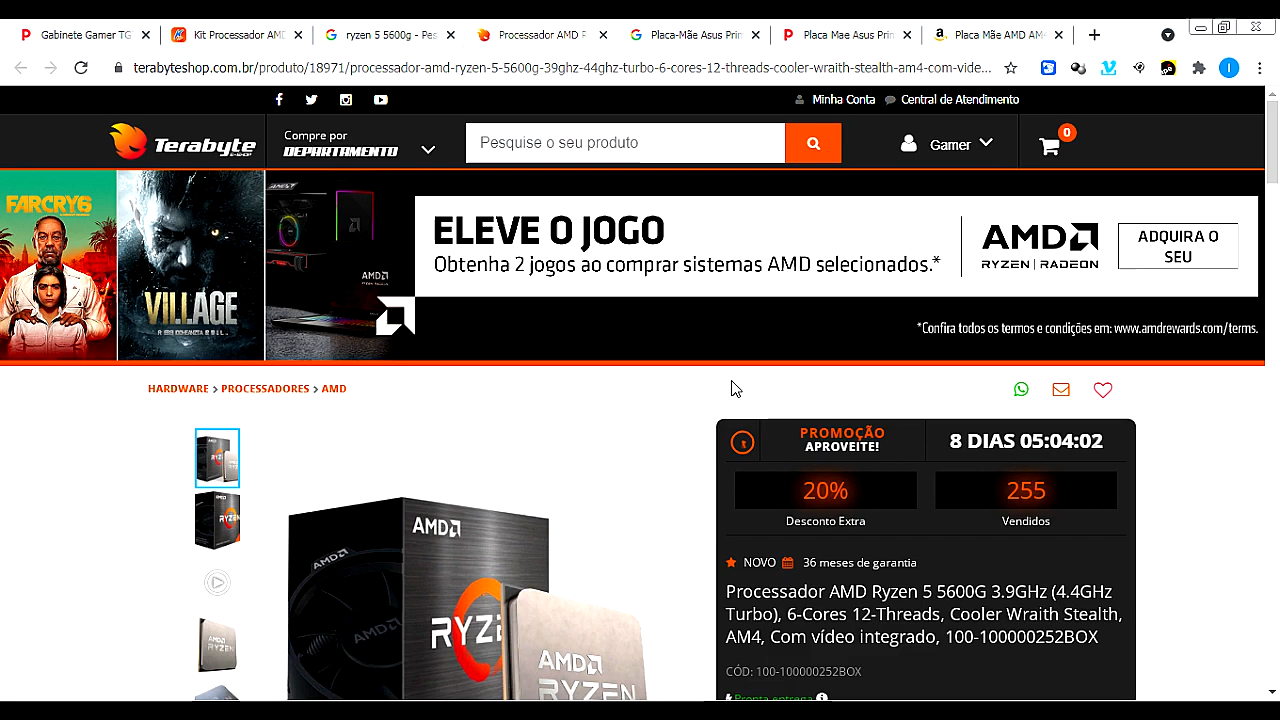 Gabinete Gamer TG
Kit Processador AMD
ryzen 5 5600g - Pes
Processador AMD R
Placa-Mãe Asus Prim
Placa Mae Asus Prin
Placa Mãe AMD AM
terabyteshop.com.br/produto/18971/processador-amd-ryzen-5-5600g-39ghz-44ghz-turbo-6-cores-12-threads-cooler-wraith-stealth-am4-com-vide...
Minha Conta
Central de Atendimento
Terabyte
Compre por
DEPARTAMENTO
Pesquise o seu produto
Gamer
0
FARCRY6
VILLAGE
AMD
ELEVE O JOGO
Obtenha 2 jogos ao comprar sistemas AMD selecionados.*
AMD
RYZEN | RADEON
ADQUIRA O
SEU
*Confira todos os termos e condições em: www.amdrewards.com/terms.
HARDWARE > PROCESSADORES > AMD
PROMOÇÃO
APROVEITE!
8 DIAS 05:04:02
20%
Desconto Extra
255
Vendidos
NOVO
36 meses de garantia
Processador AMD Ryzen 5 5600G 3.9GHz (4.4GHz
Turbo), 6-Cores 12-Threads, Cooler Wraith Stealth,
AM4, Com vídeo integrado, 100-100000252BOX
CÓD: 100-100000252BOX
Pronta entrega
AMD
AMD
RYZE
AMD
RYZEN